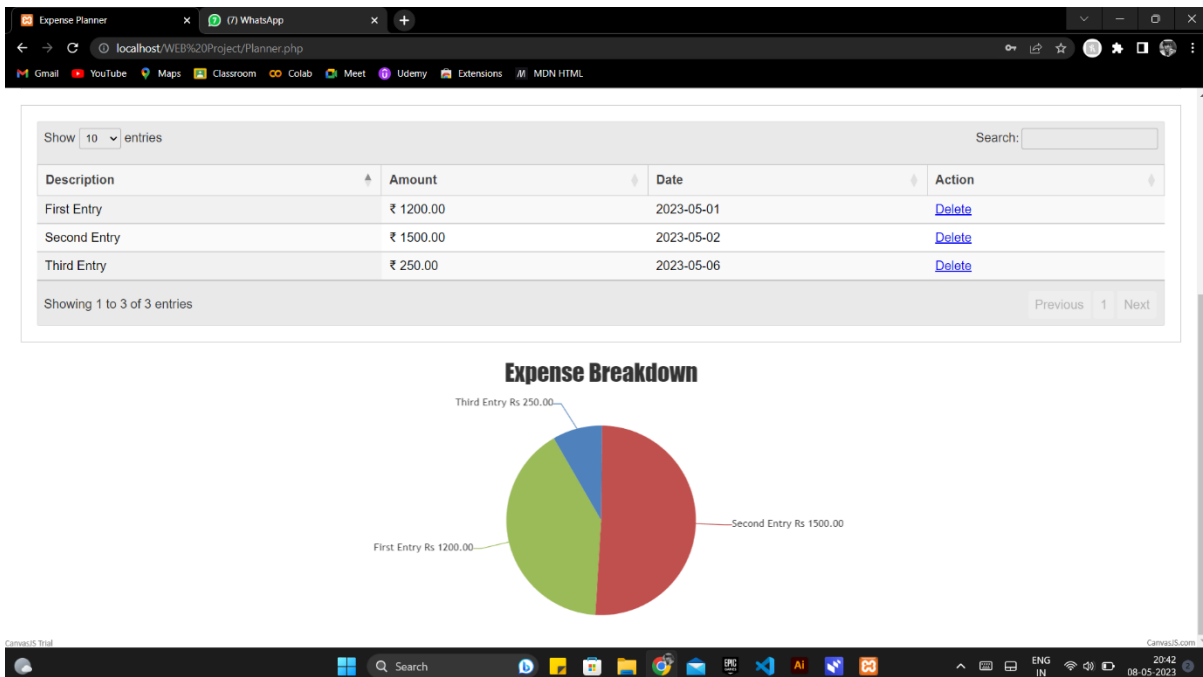 Expense Planner (7) WhatsApp
localhost/WEB%20Project/Planner.php
Gmail YouTube Maps Classroom Colab Meet Udemy Extensions MDN HTML
Show 10 entries Search:
Description Amount Date Action
First Entry ₹ 1200.00 2023-05-01 Delete
Second Entry ₹ 1500.00 2023-05-02 Delete
Third Entry ₹ 250.00 2023-05-06 Delete
Showing 1 to 3 of 3 entries Previous 1 Next
Expense Breakdown
Third Entry Rs 250.00
Second Entry Rs 1500.00
First Entry Rs 1200.00
CanvasJS Trial CanvasJS.com
Search EPIC GAMES Ai ENG 20:42
IN 08-05-2023 2